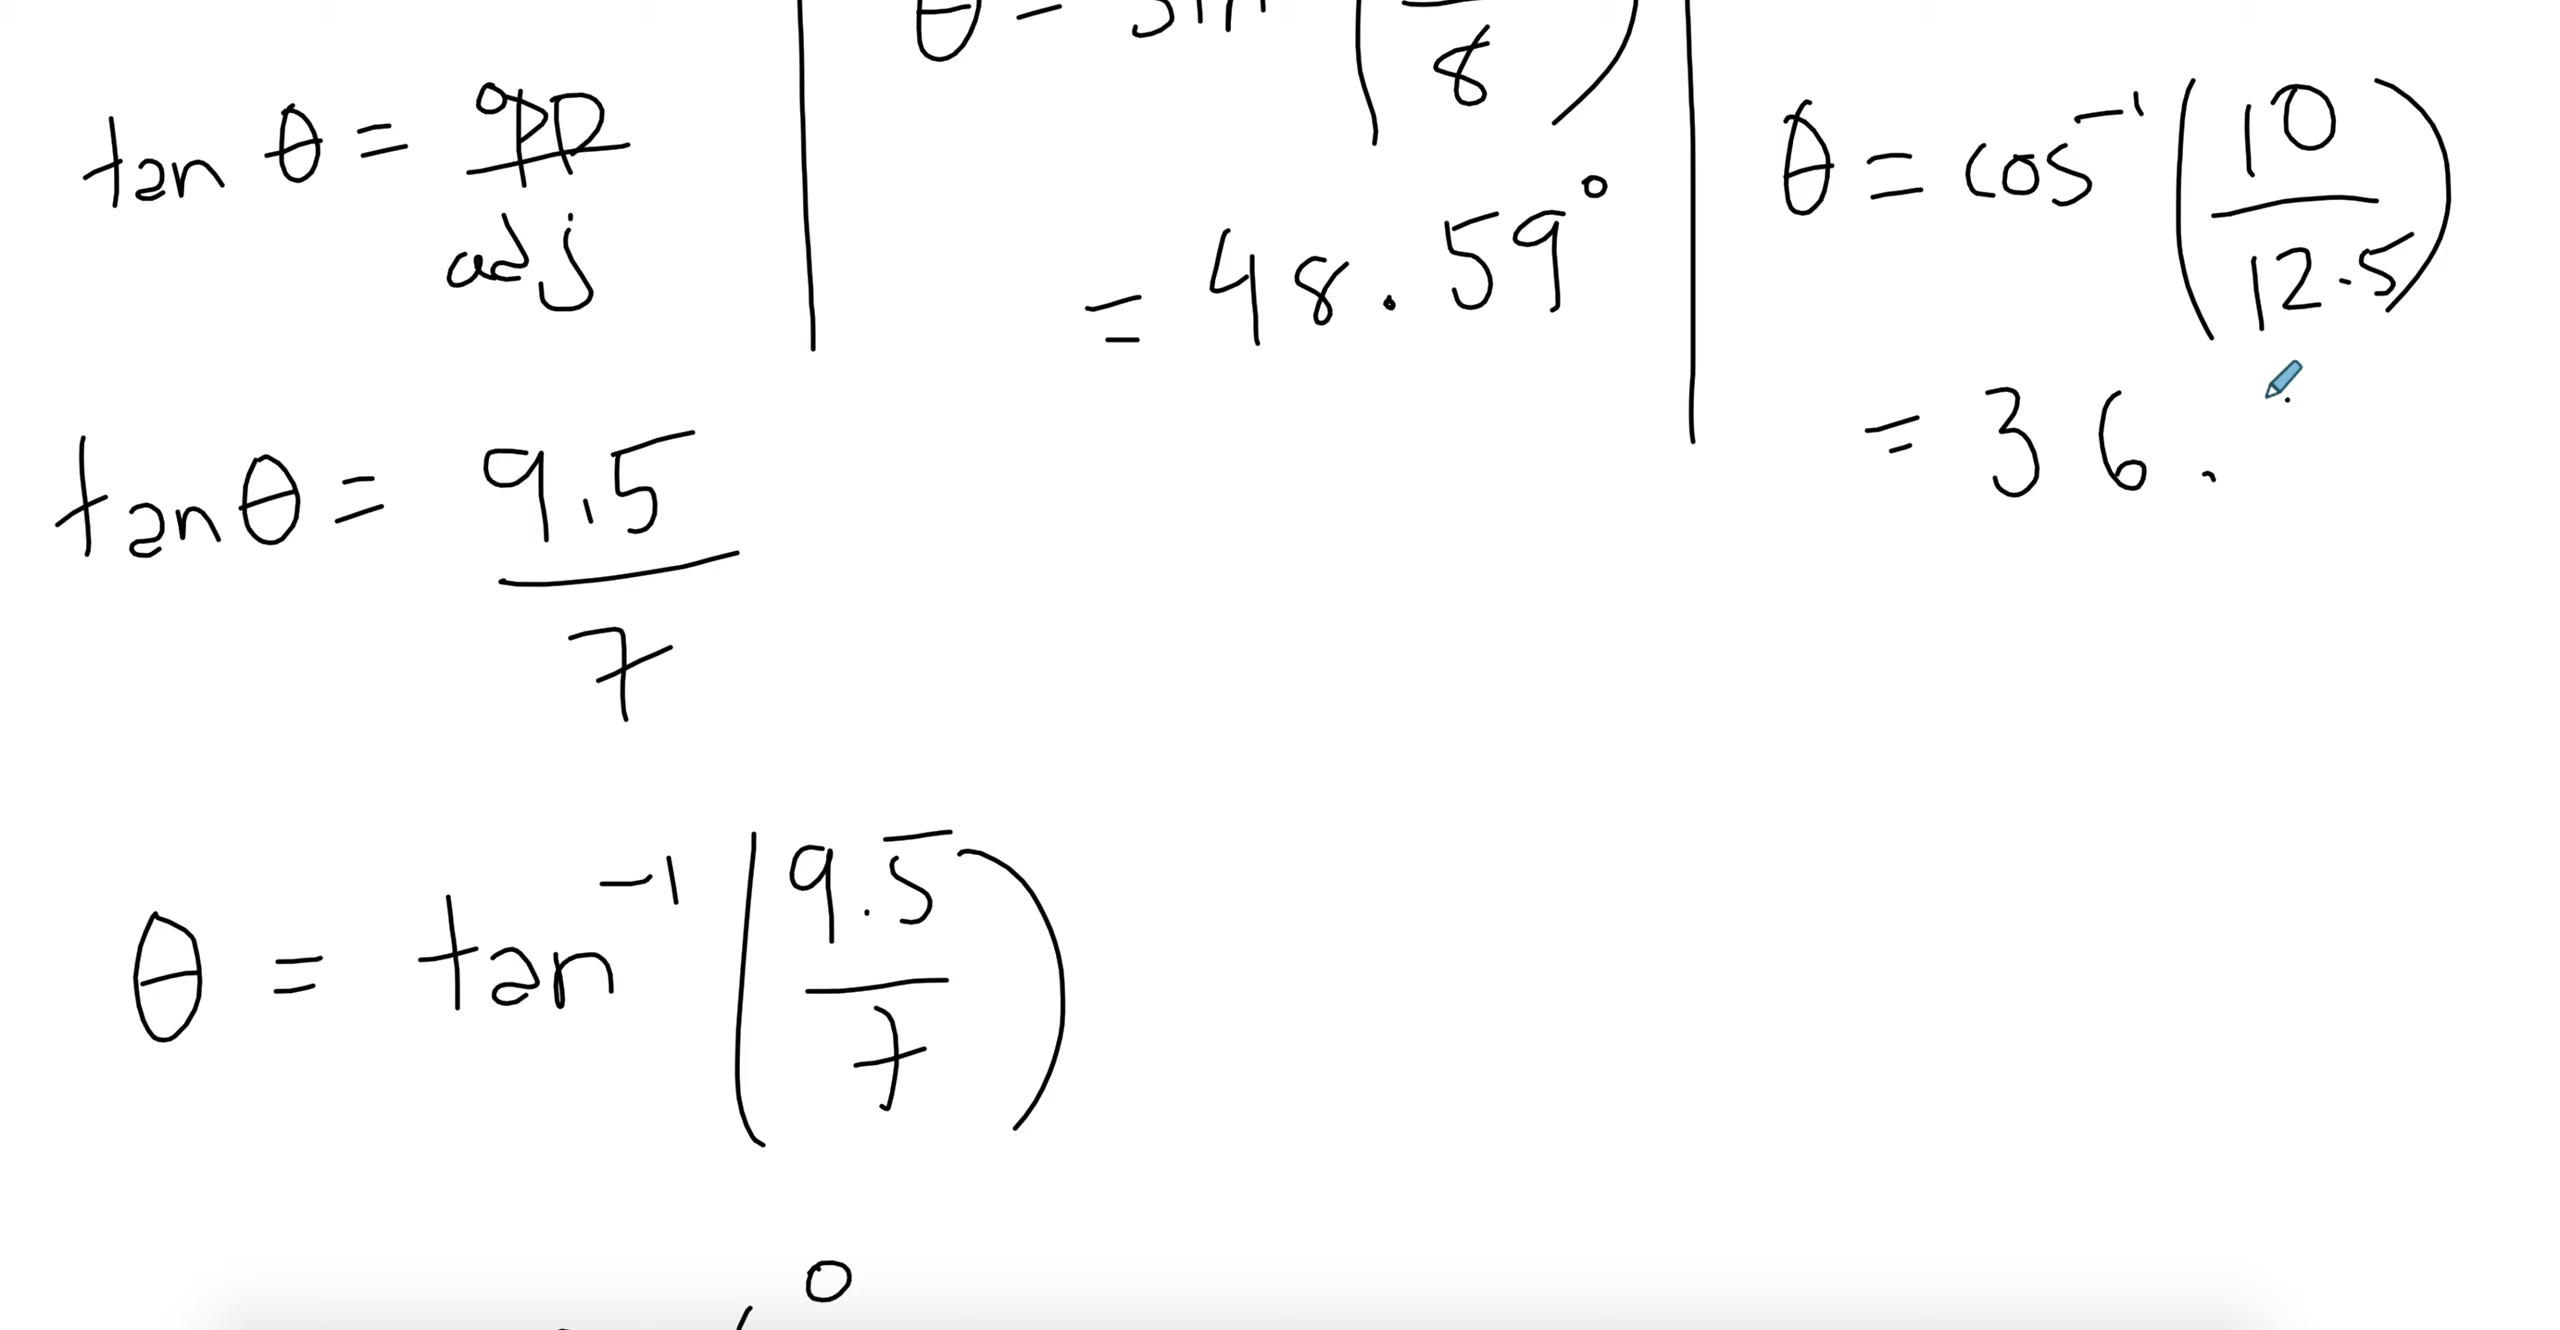 tan θ = opp
adj
tan θ = 9.5
7
θ = tan⁻¹ (9.5
7)
8
= 48.59°
θ = cos⁻¹ (10
12.5)
= 36.